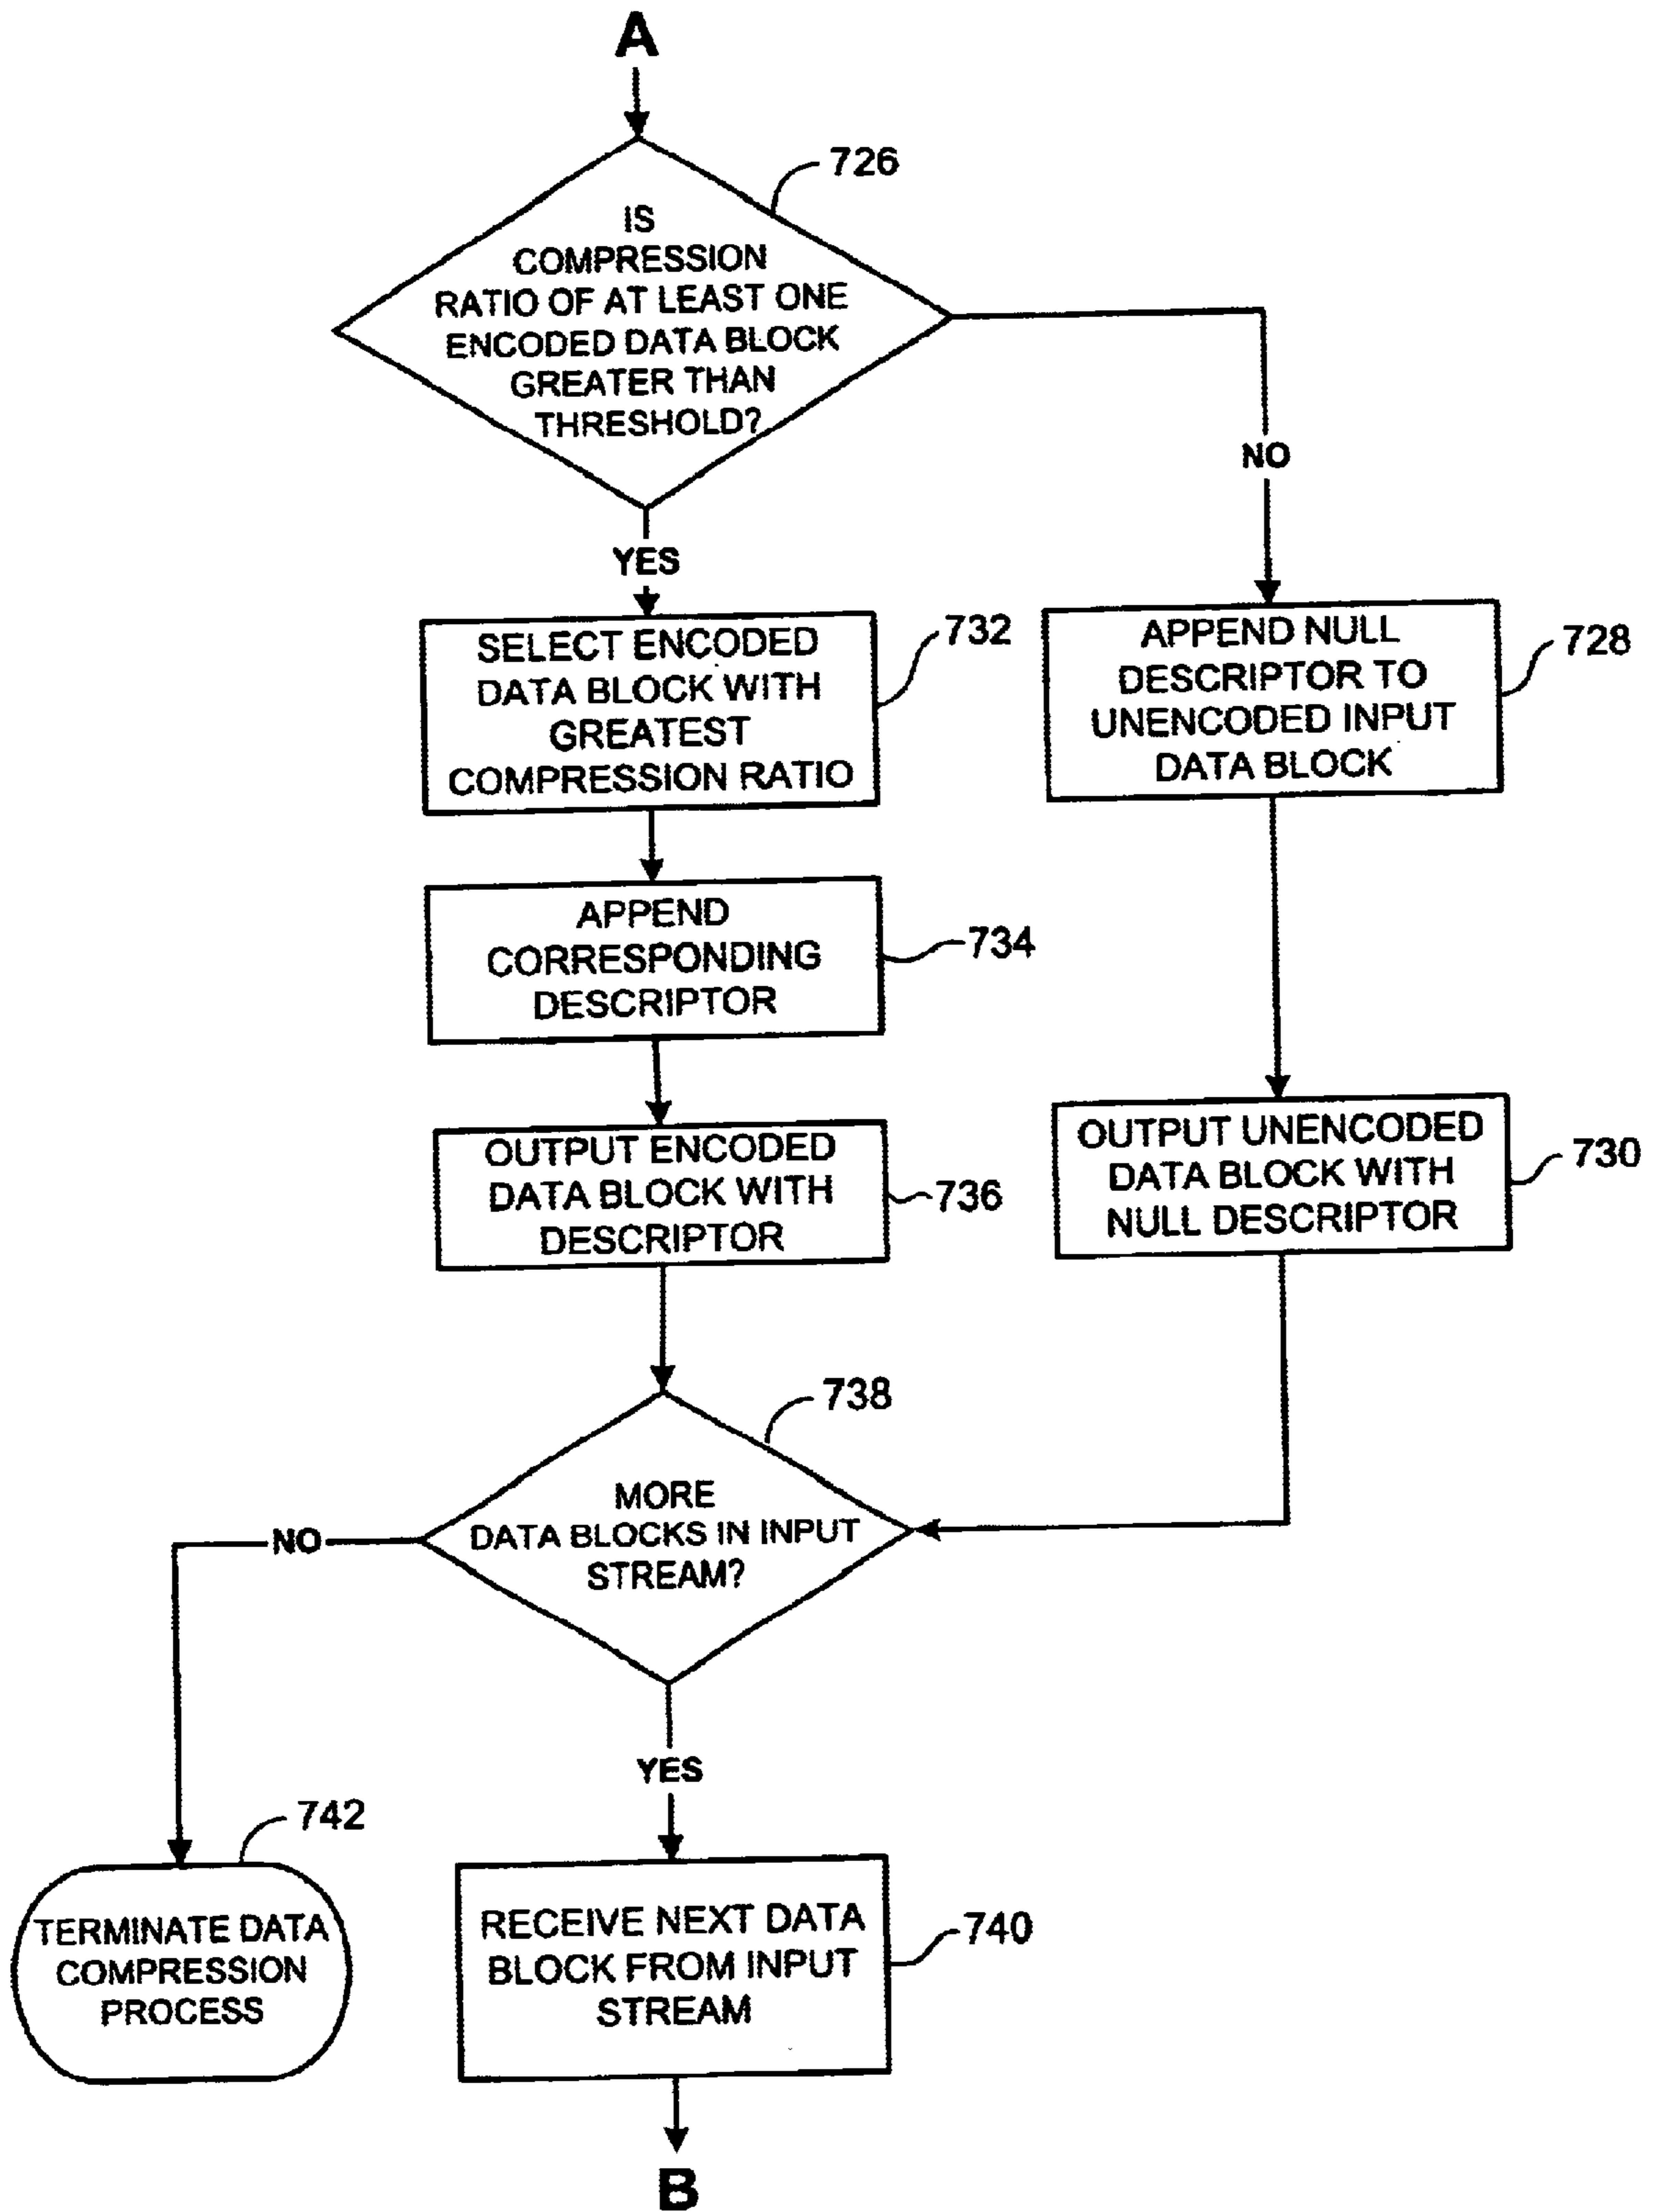 A
726
IS
COMPRESSION
RATIO OF AT LEAST ONE
ENCODED DATA BLOCK
GREATER THAN
THRESHOLD?
NO
YES
SELECT ENCODED
DATA BLOCK WITH
GREATEST
COMPRESSION RATIO
732
APPEND NULL
DESCRIPTOR TO
UNENCODED INPUT
DATA BLOCK
728
APPEND
CORRESPONDING
DESCRIPTOR
734
OUTPUT ENCODED
DATA BLOCK WITH
DESCRIPTOR
736
OUTPUT UNENCODED
DATA BLOCK WITH
NULL DESCRIPTOR
730
738
MORE
DATA BLOCKS IN INPUT
STREAM?
NO
YES
742
TERMINATE DATA
COMPRESSION
PROCESS
RECEIVE NEXT DATA
BLOCK FROM INPUT
STREAM
740
B